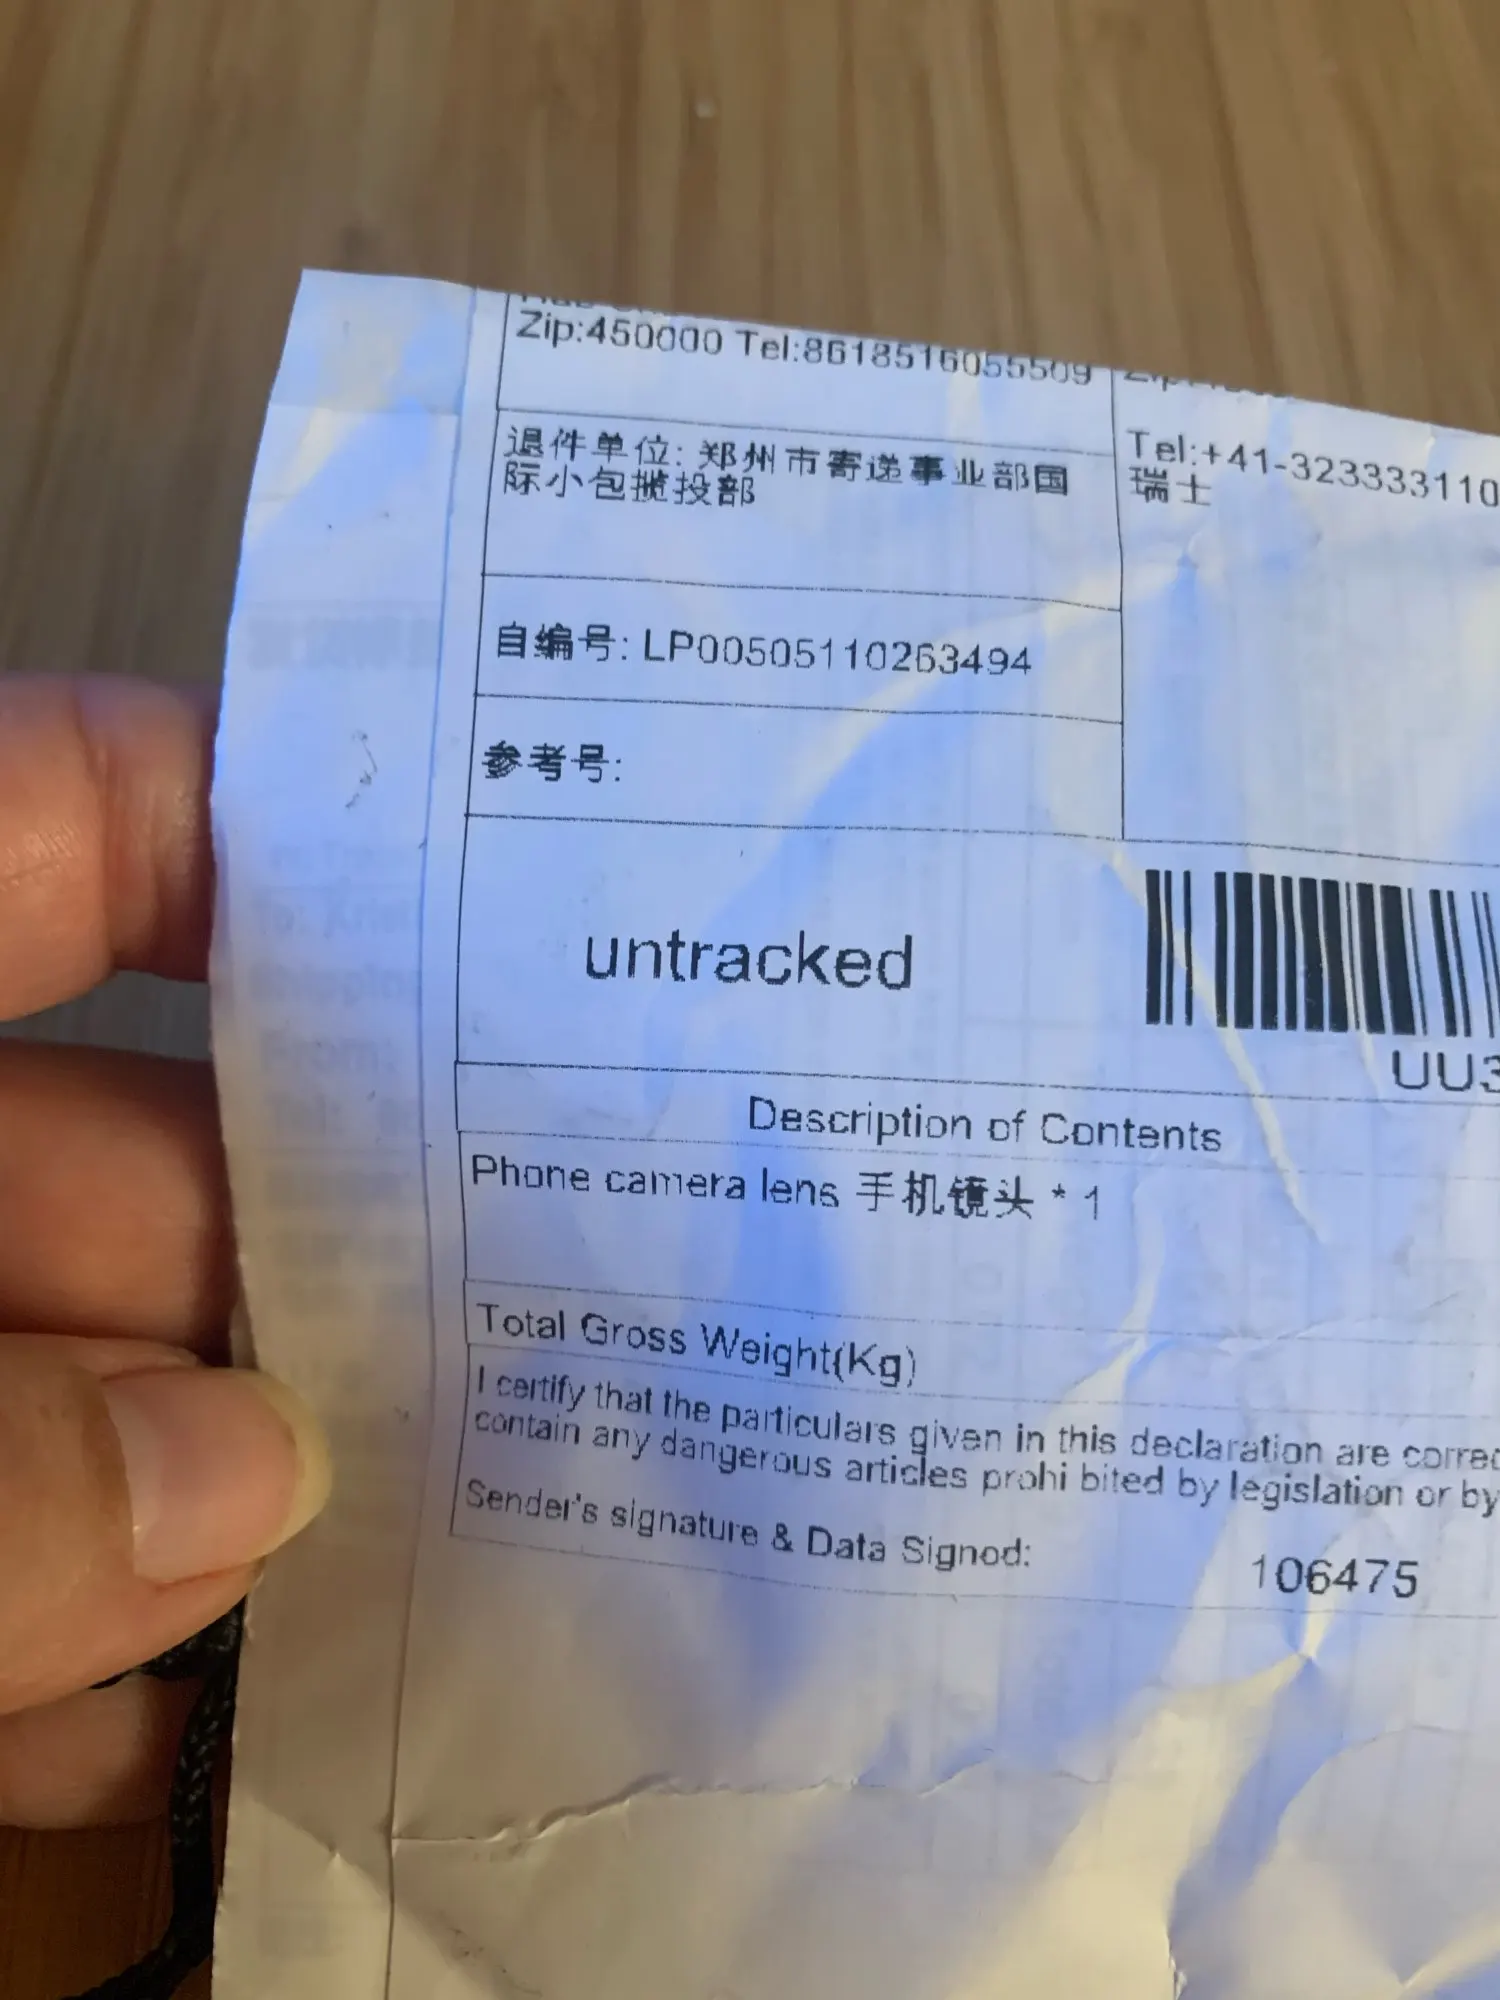 Zip:450000 Tel:8618516055509
退件单位: 郑州市寄递事业部国
际小包揽投部
Tel:+41-323333110
瑞士
自编号: LP00505110263494
参考号:
untracked
UU3
Description of Contents
Phone camera lens 手机镜头 * 1
Total Gross Weight(Kg)
I certify that the particulars given in this declaration are correc
contain any dangerous articles prohi bited by legislation or by
Sender's signature & Data Signod:
106475